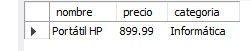 nombre precio categoria
Portátil HP 899.99 Informática